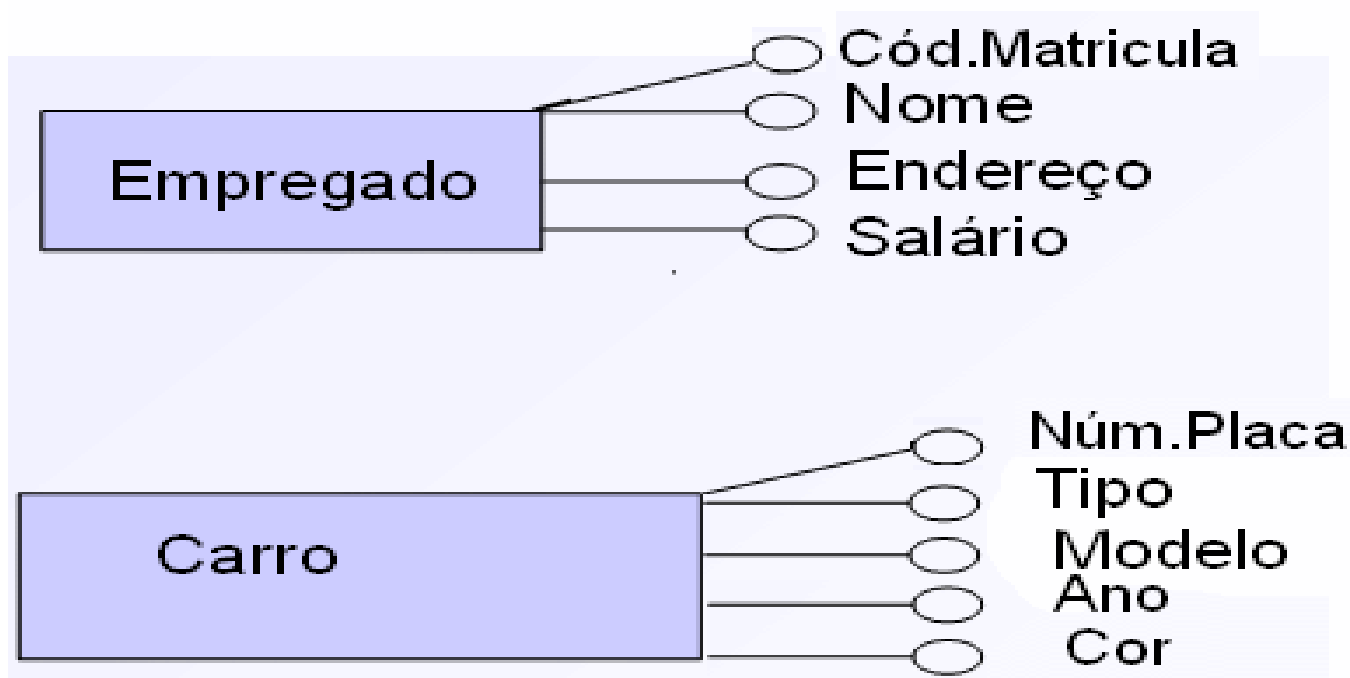 Cód.Matricula
Nome
Empregado
Endereço
Salário
Núm.Placa
Tipo
Carro
Modelo
Ano
Cor